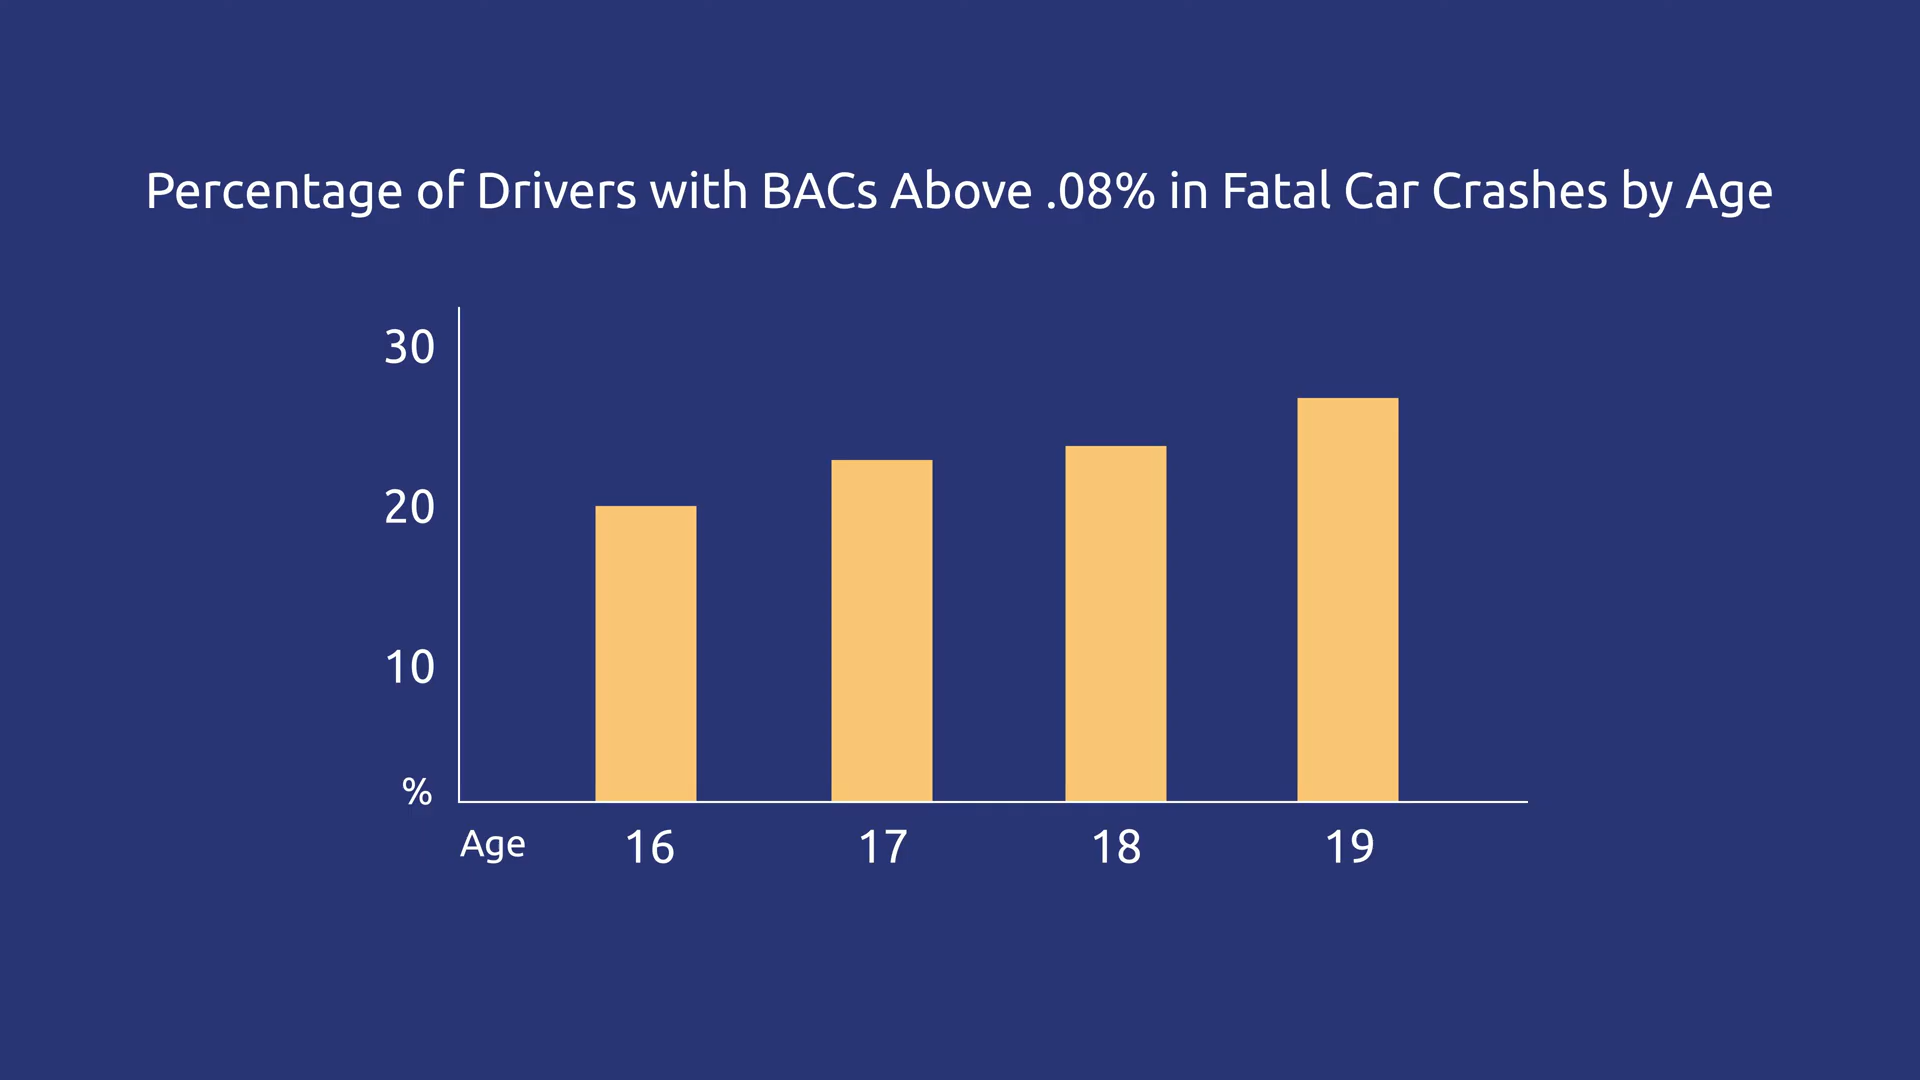 Percentage of Drivers with BACs Above .08% in Fatal Car Crashes by Age
30
20
10
%
Age 16 17 18 19